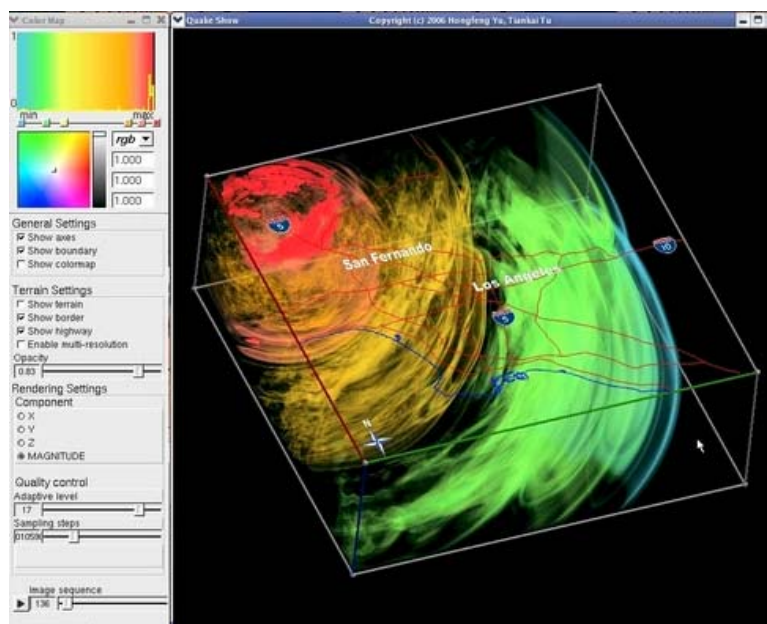 Color Map
Quake Show
Copyright (c) 2006 Hongfeng Yu, Tiankai Tu
1
0
min
max
rgb
1.000
1.000
1.000
General Settings
Show axes
Show boundary
Show colormap
Terrain Settings
Show terrain
Show border
Show highway
Enable multi-resolution
Opacity
0.83
Rendering Settings
Component
X
Y
Z
MAGNITUDE
Quality control
Adaptive level
17
Sampling steps
Image sequence
136
5
San Fernando
Los Angeles
10
5
N